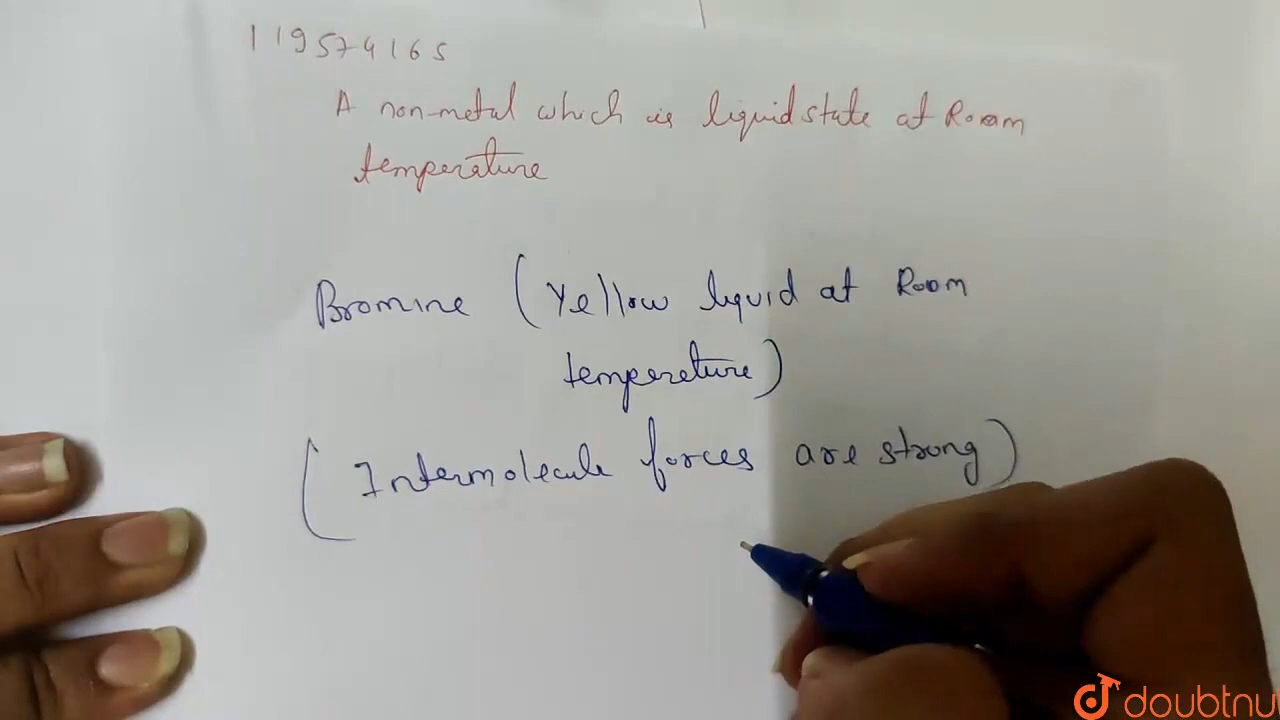 119574165
A non-metal which is liquid state at Room
temperature
Bromine (Yellow liquid at Room
tempereture)
(Intermolecule forces are strong)
doubtnut